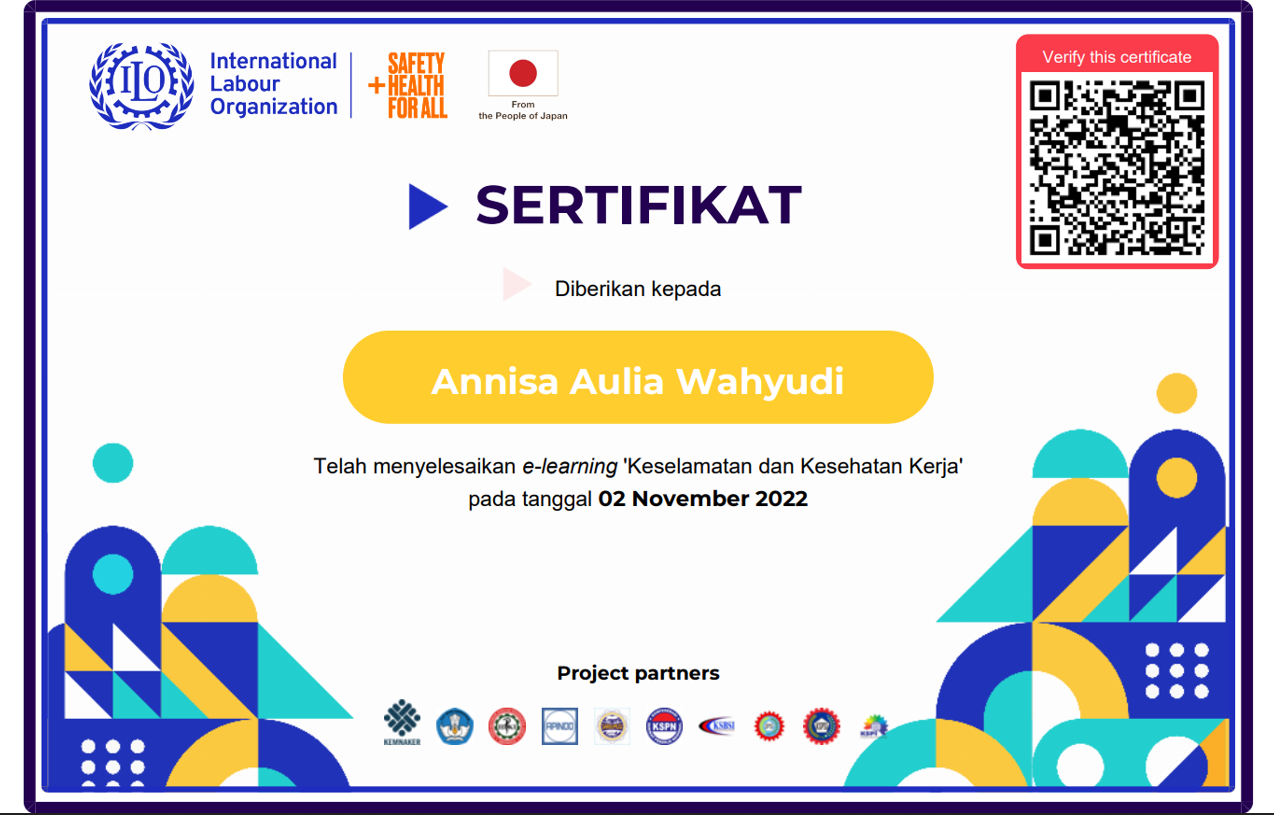 ILO
International
Labour
Organization
SAFETY
+ HEALTH
FOR ALL
From
the People of Japan
Verify this certificate
SERTIFIKAT
Diberikan kepada
Annisa Aulia Wahyudi
Telah menyelesaikan e-learning 'Keselamatan dan Kesehatan Kerja'
pada tanggal 02 November 2022
Project partners
KEMNAKER
APINDO
KSPN
KSBSI
KSPI